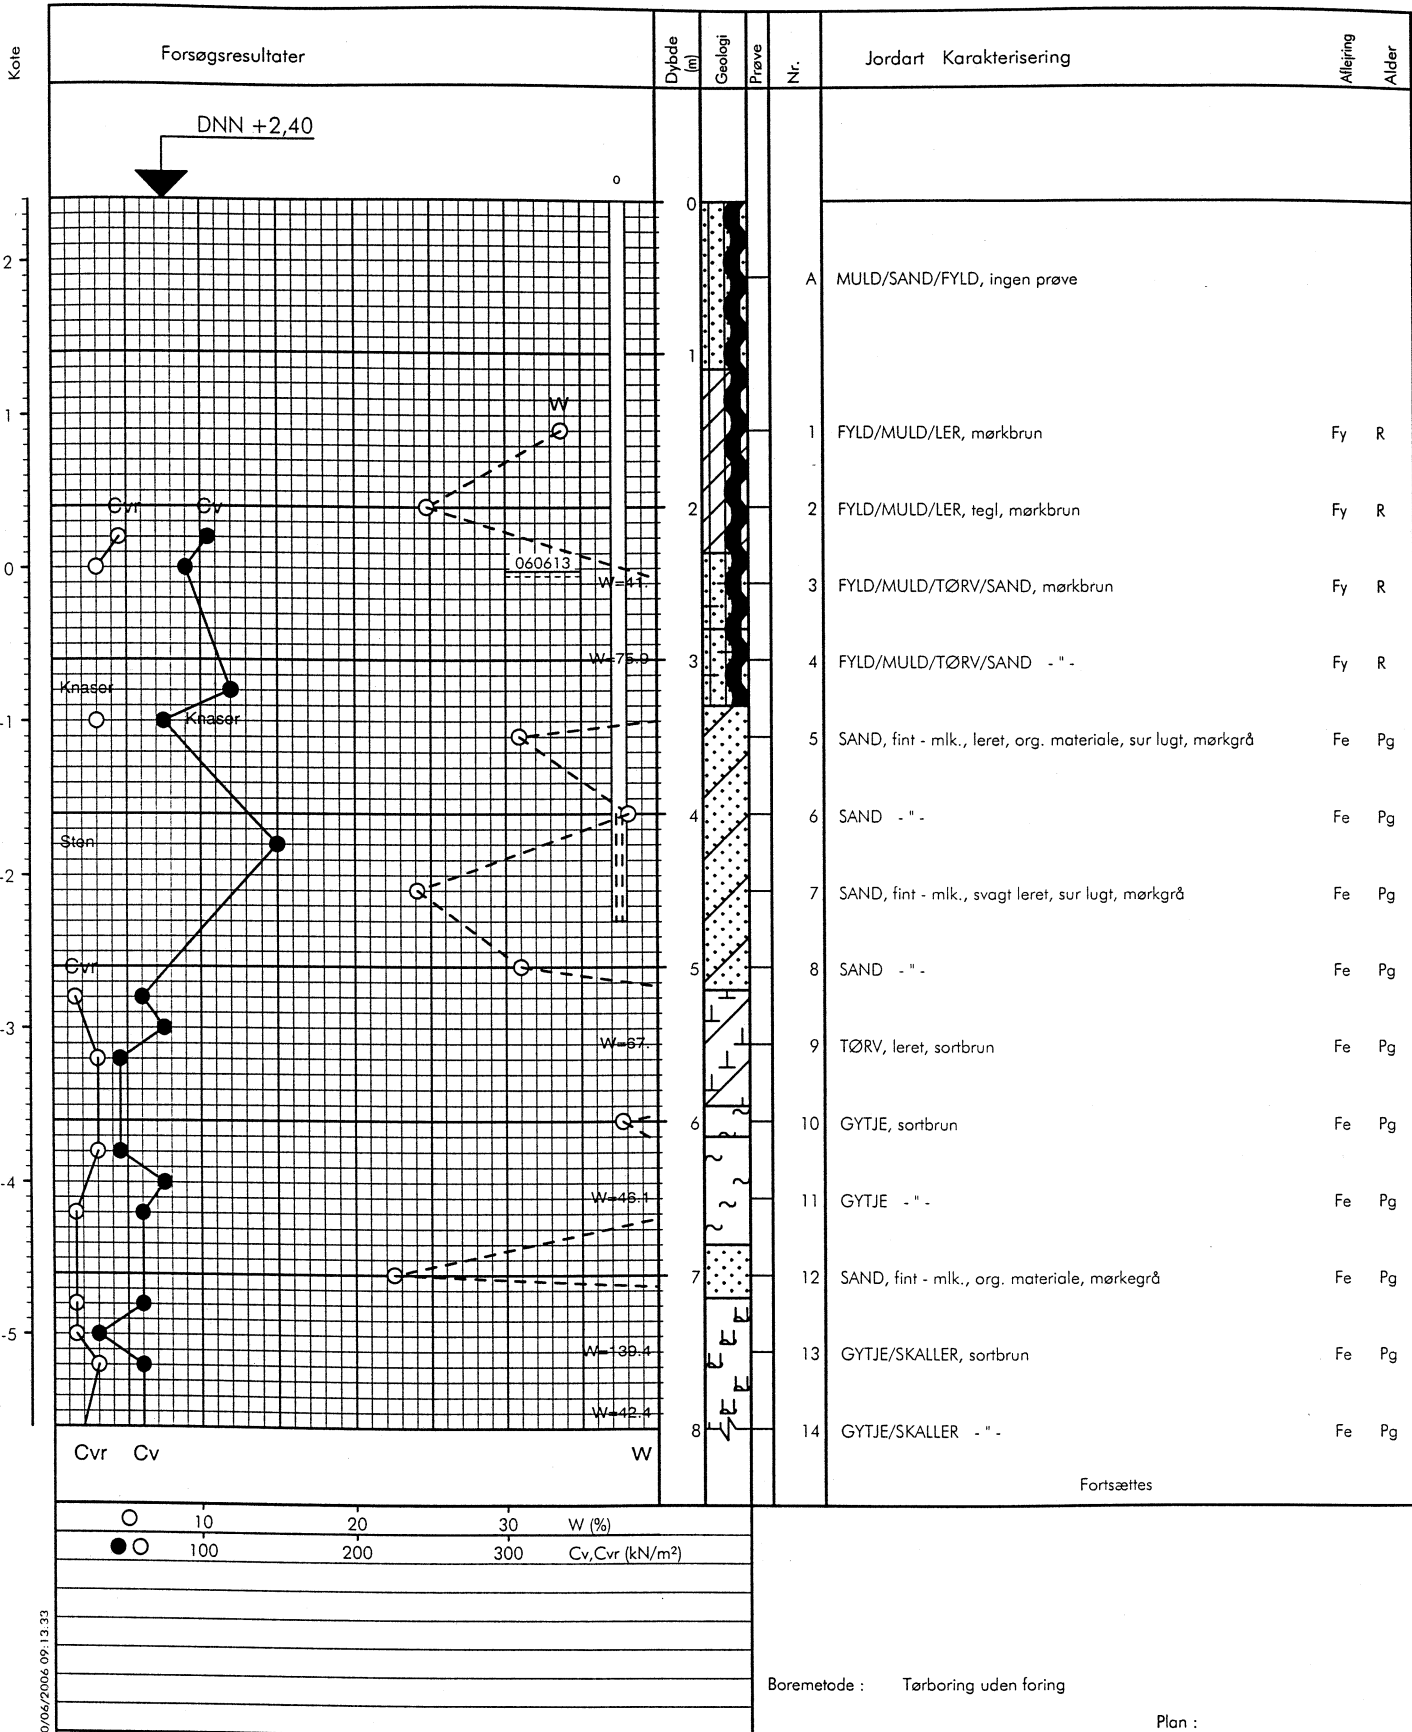 Kote
Forsøgsresultater
Dybde (m)
Geologi
Prøve
Nr.
Jordart Karakterisering
Aflejring
Alder
DNN +2,40
o
0
2
A MULD/SAND/FYLD, ingen prøve
1
W
1
1 FYLD/MULD/LER, mørkbrun Fy R
Cvr Cv
2
2 FYLD/MULD/LER, tegl, mørkbrun Fy R
0
060613
W=41.
3 FYLD/MULD/TØRV/SAND, mørkbrun Fy R
W=75.9
3
4 FYLD/MULD/TØRV/SAND - " - Fy R
Knaser
-1
Knaser
5 SAND, fint - mlk., leret, org. materiale, sur lugt, mørkgrå Fe Pg
4
6 SAND - " - Fe Pg
Sten
-2
7 SAND, fint - mlk., svagt leret, sur lugt, mørkgrå Fe Pg
Cvr
5
8 SAND - " - Fe Pg
-3
W=67.
9 TØRV, leret, sortbrun Fe Pg
6
10 GYTJE, sortbrun Fe Pg
-4
W=46.1
11 GYTJE - " - Fe Pg
7
12 SAND, fint - mlk., org. materiale, mørkegrå Fe Pg
-5
W=139.4
13 GYTJE/SKALLER, sortbrun Fe Pg
W=42.4
8
14 GYTJE/SKALLER - " - Fe Pg
Cvr Cv W
Fortsættes
10 20 30 W (%)
100 200 300 Cv,Cvr (kN/m²)
0/06/2006 09:13:33
Boremetode : Tørboring uden foring
Plan :